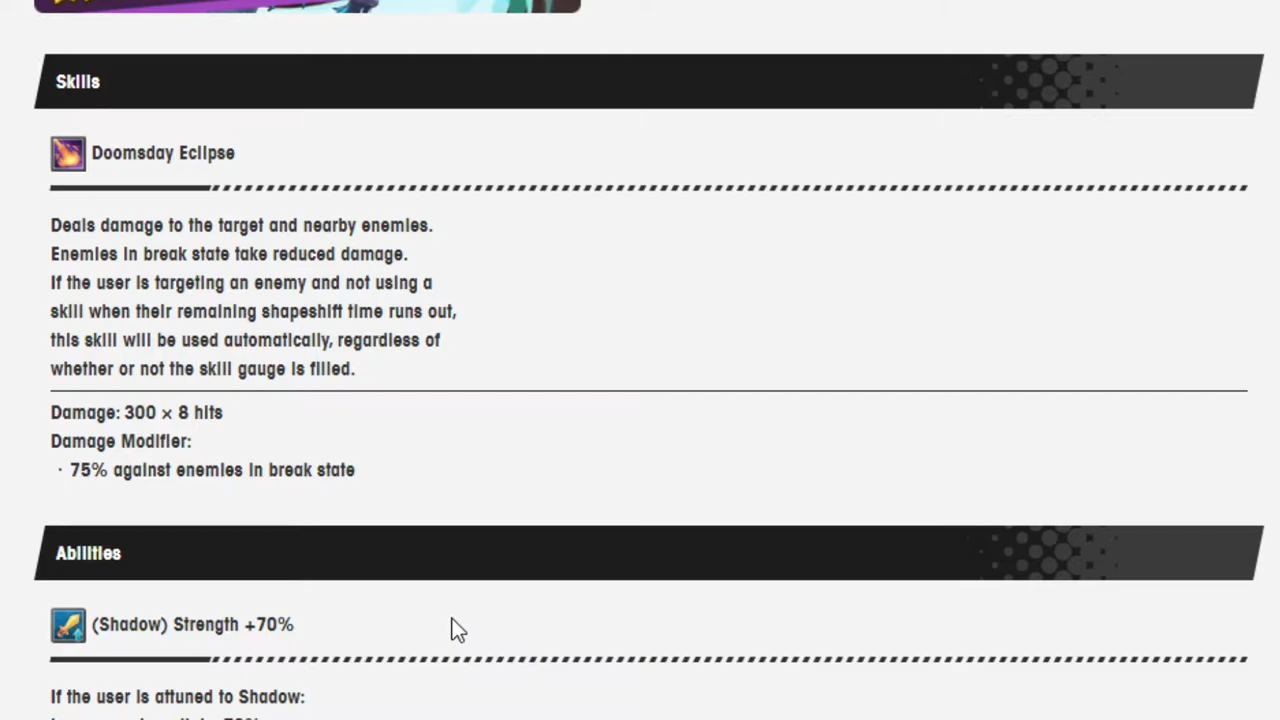 Skills
Doomsday Eclipse
Deals damage to the target and nearby enemies.
Enemies in break state take reduced damage.
If the user is targeting an enemy and not using a
skill when their remaining shapeshift time runs out,
this skill will be used automatically, regardless of
whether or not the skill gauge is filled.
Damage: 300 × 8 hits
Damage Modifier:
· 75% against enemies in break state
Abilities
(Shadow) Strength +70%
If the user is attuned to Shadow: